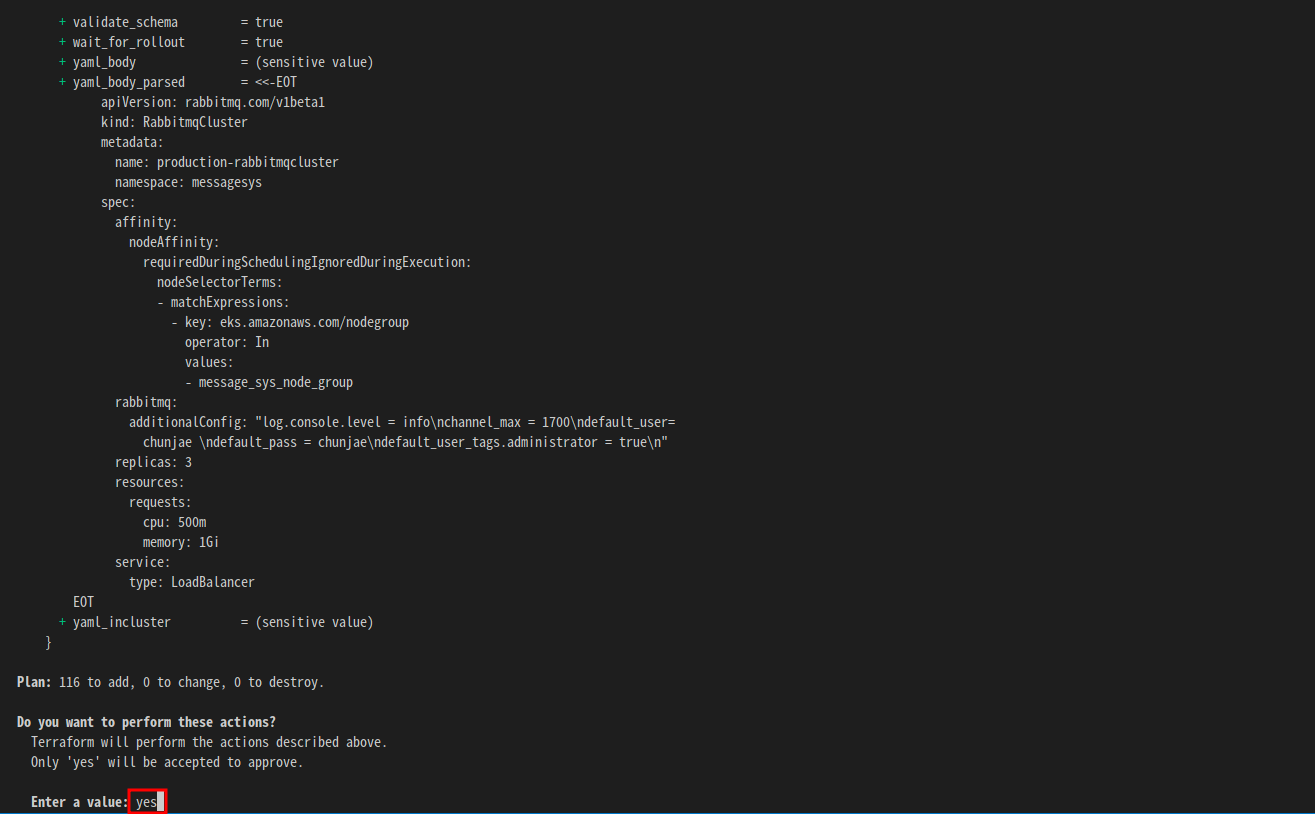 + validate_schema         = true
+ wait_for_rollout        = true
+ yaml_body               = (sensitive value)
+ yaml_body_parsed        = <<-EOT
apiVersion: rabbitmq.com/v1beta1
kind: RabbitmqCluster
metadata:
  name: production-rabbitmqcluster
  namespace: messagesys
spec:
  affinity:
    nodeAffinity:
      requiredDuringSchedulingIgnoredDuringExecution:
        nodeSelectorTerms:
        - matchExpressions:
          - key: eks.amazonaws.com/nodegroup
            operator: In
            values:
            - message_sys_node_group
  rabbitmq:
    additionalConfig: "log.console.level = info\nchannel_max = 1700\ndefault_user=
      chunjae \ndefault_pass = chunjae\ndefault_user_tags.administrator = true\n"
  replicas: 3
  resources:
    requests:
      cpu: 500m
      memory: 1Gi
  service:
    type: LoadBalancer
EOT
+ yaml_incluster          = (sensitive value)
}
Plan: 116 to add, 0 to change, 0 to destroy.
Do you want to perform these actions?
  Terraform will perform the actions described above.
  Only 'yes' will be accepted to approve.
  Enter a value: yes